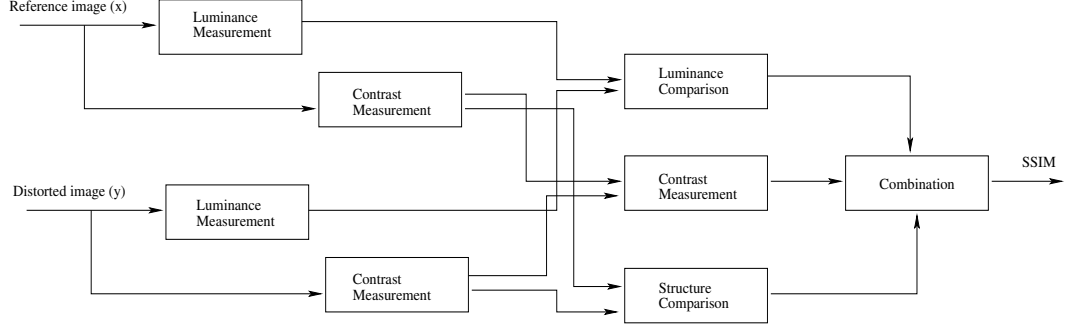 Reference image (x)
Luminance
Measurement
Contrast
Measurement
Luminance
Comparison
Distorted image (y)
Luminance
Measurement
Contrast
Measurement
Contrast
Measurement
Structure
Comparison
Combination
SSIM